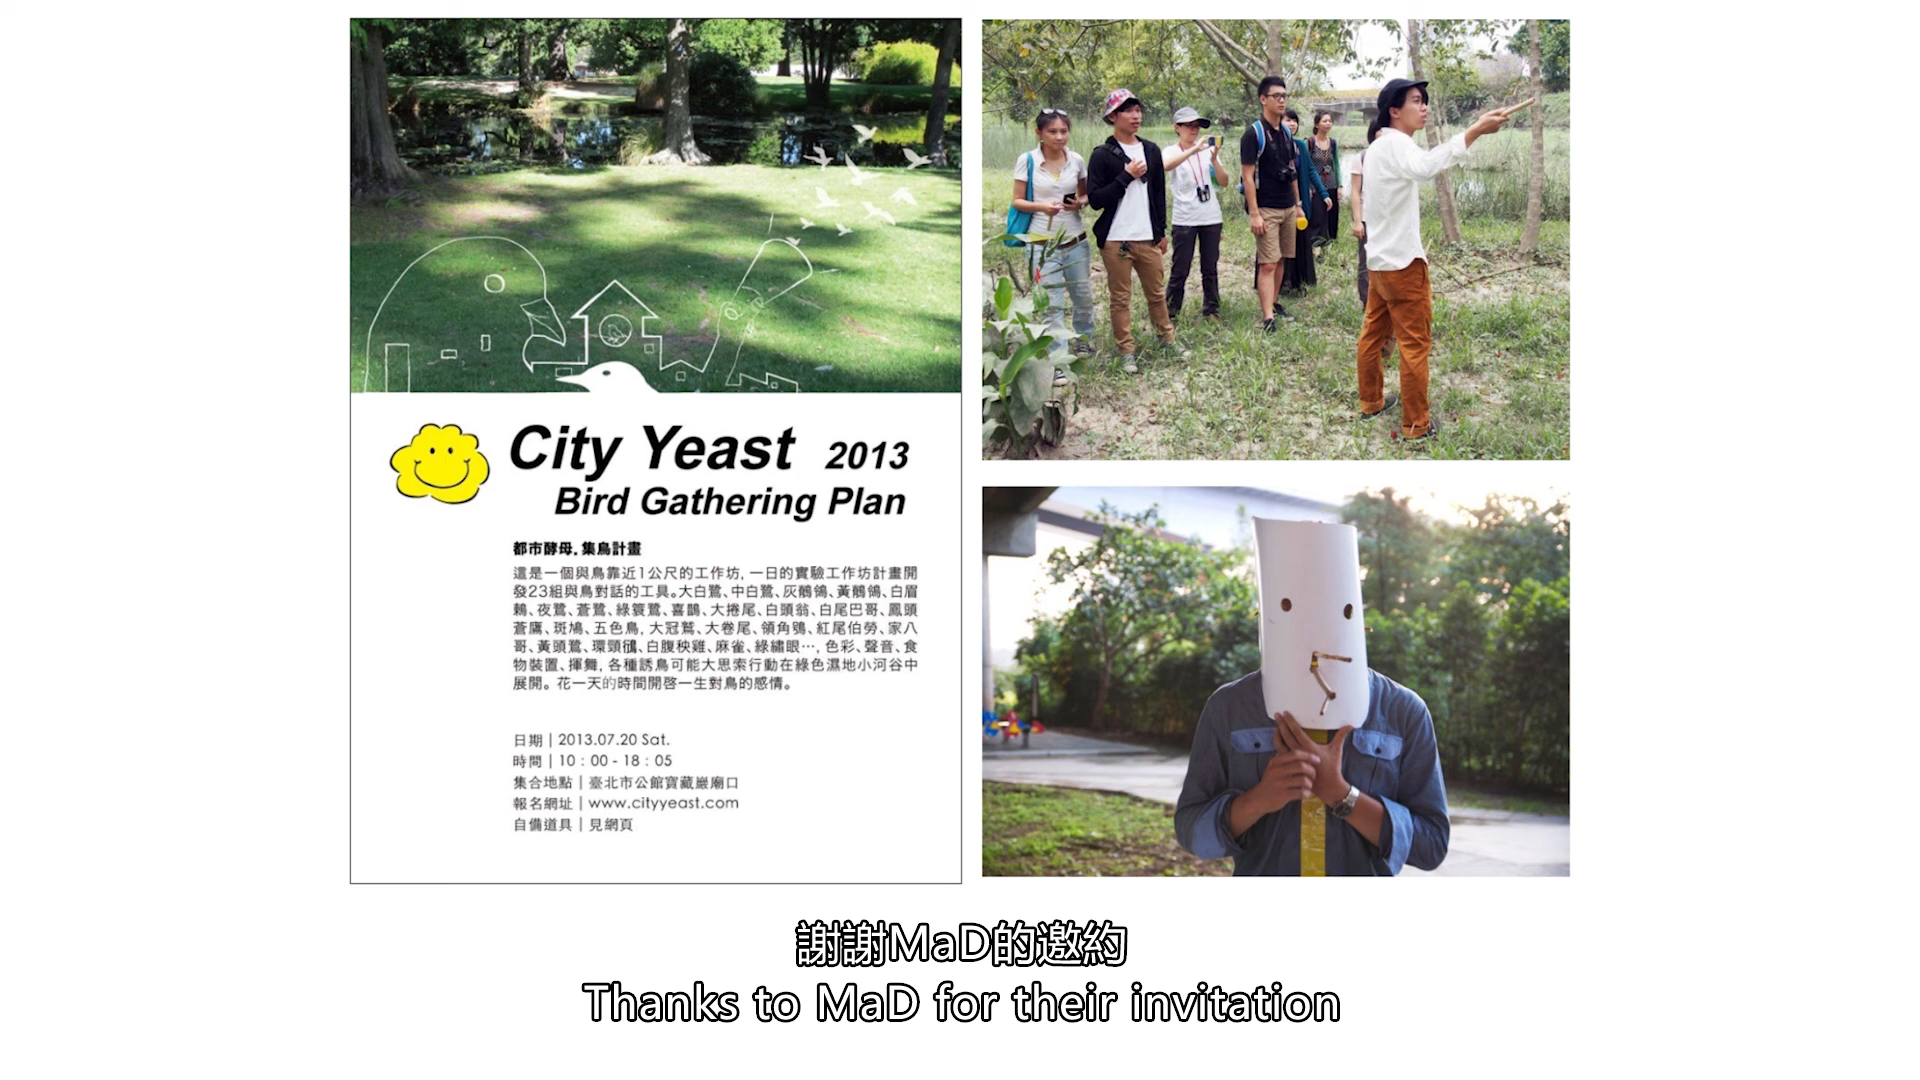 City Yeast 2013
Bird Gathering Plan
都市酵母.集鳥計畫
這是一個與鳥靠近1公尺的工作坊, 一日的實驗工作坊計畫開
發23組與鳥對話的工具。大白鷺、中白鷺、灰鶺鴒、黃鶺鴒、白眉
鶇、夜鷺、蒼鷺、綠簑鷺、喜鵲、大捲尾、白頭翁、白尾巴哥、鳳頭
蒼鷹、斑鳩、五色鳥, 大冠鷲、大卷尾、領角鴞、紅尾伯勞、家八
哥、黃頭鷺、環頸鴴、白腹秧雞、麻雀、綠繡眼…, 色彩、聲音、食
物裝置、揮舞, 各種誘鳥可能大思索行動在綠色濕地小河谷中
展開。 花一天的時間開啓一生對鳥的感情。
日期 | 2013.07.20 Sat.
時間 | 10 : 00 - 18 : 05
集合地點 | 臺北市公館寶藏巖廟口
報名網址 | www.cityyeast.com
自備道具 | 見網頁
謝謝MaD的邀約
Thanks to MaD for their invitation